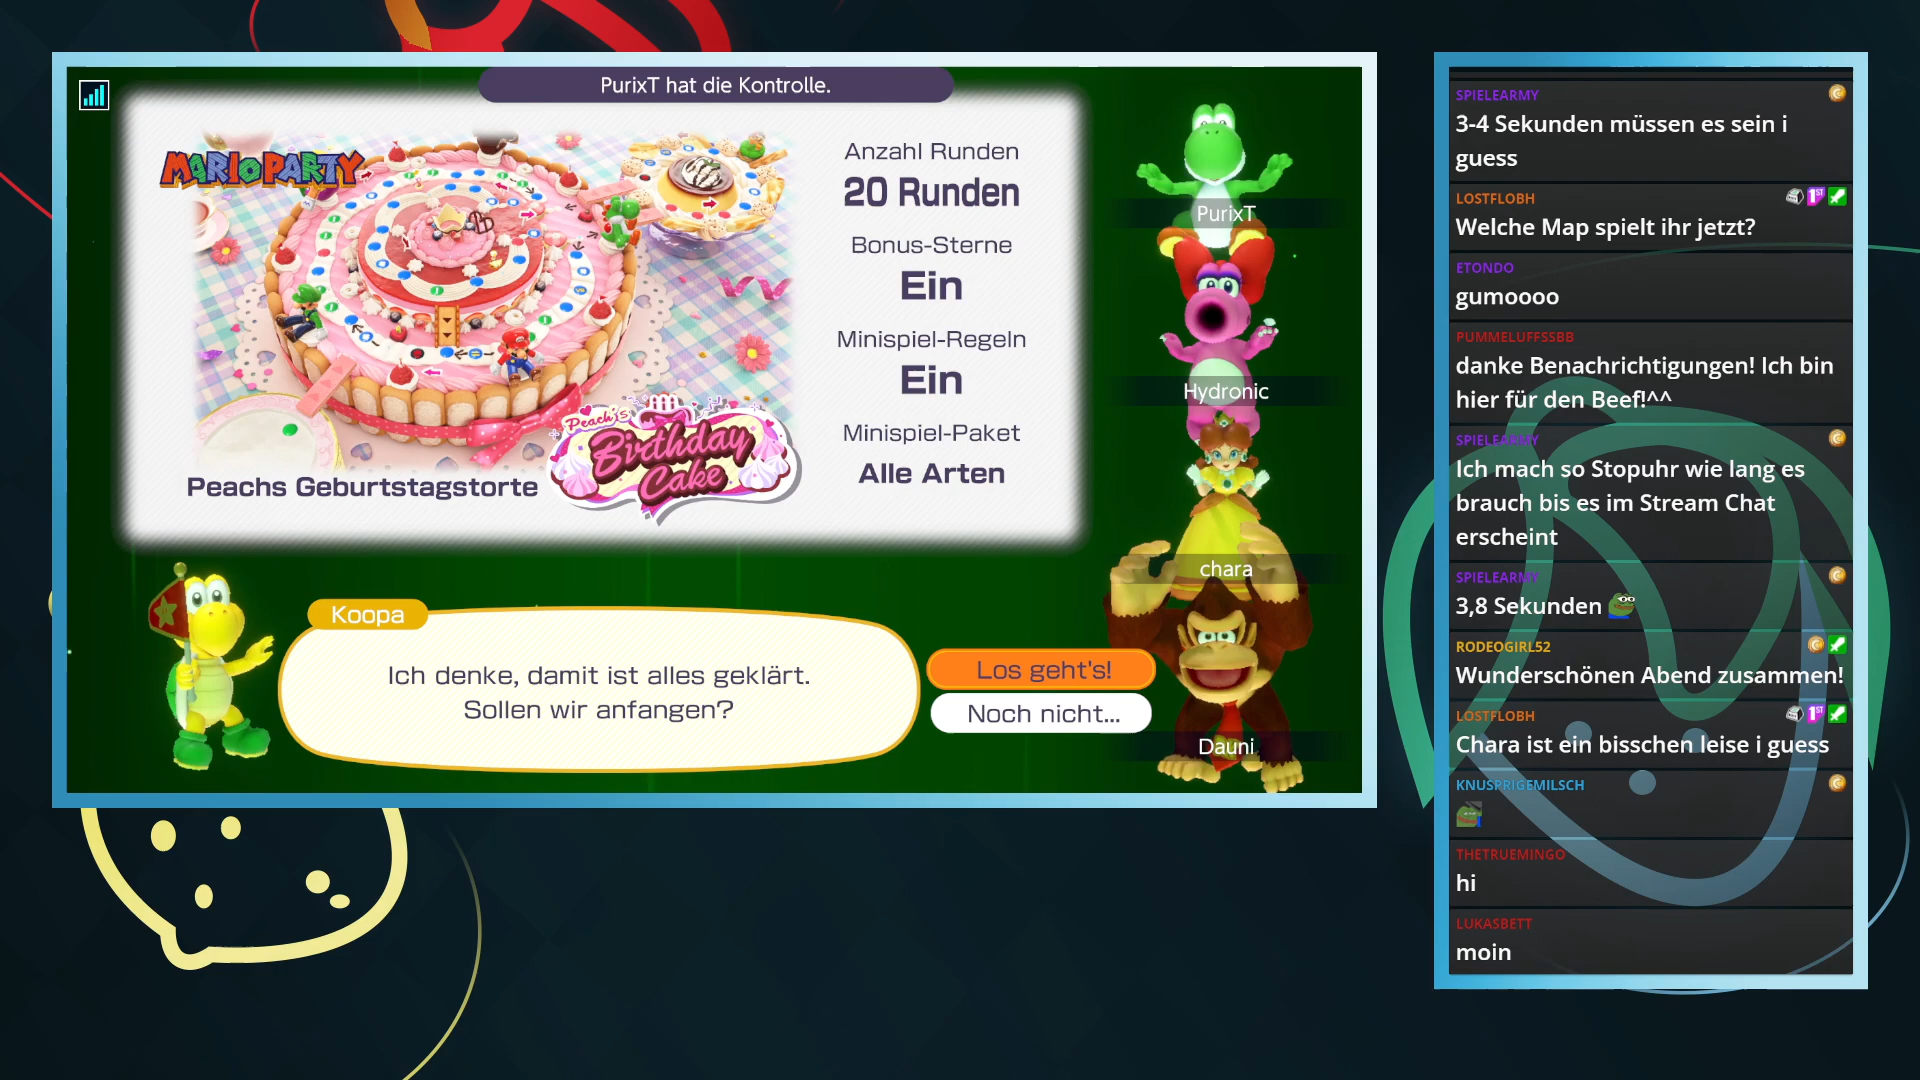 PurixT hat die Kontrolle.
MARIO PARTY
Peach's
Birthday
Cake
Peachs Geburtstagstorte
Anzahl Runden
20 Runden
Bonus-Sterne
Ein
Minispiel-Regeln
Ein
Minispiel-Paket
Alle Arten
PurixT
Hydronic
chara
Dauni
Koopa
Ich denke, damit ist alles geklärt.
Sollen wir anfangen?
Los geht's!
Noch nicht...
SPIELEARMY
3-4 Sekunden müssen es sein i
guess
LOSTFLOBH
1ST
Welche Map spielt ihr jetzt?
ETONDO
gumoooo
PUMMELUFFSSBB
danke Benachrichtigungen! Ich bin
hier für den Beef!^^
SPIELEARMY
Ich mach so Stopuhr wie lang es
brauch bis es im Stream Chat
erscheint
SPIELEARMY
3,8 Sekunden
RODEOGIRL52
Wunderschönen Abend zusammen!
LOSTFLOBH
1ST
Chara ist ein bisschen leise i guess
KNUSPRIGEMILSCH
THETRUEMINGO
hi
LUKASBETT
moin